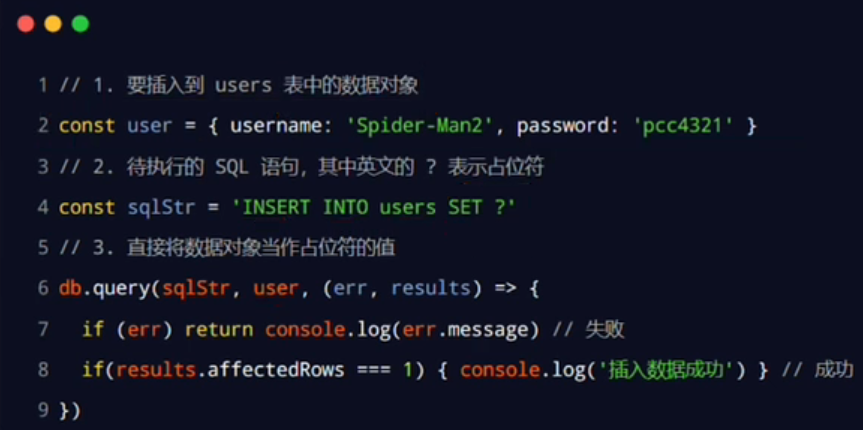 1 // 1. 要插入到 users 表中的数据对象
2 const user = { username: 'Spider-Man2', password: 'pcc4321' }
3 // 2. 待执行的 SQL 语句，其中英文的 ? 表示占位符
4 const sqlStr = 'INSERT INTO users SET ?'
5 // 3. 直接将数据对象当作占位符的值
6 db.query(sqlStr, user, (err, results) => {
7   if (err) return console.log(err.message) // 失败
8   if(results.affectedRows === 1) { console.log('插入数据成功') } // 成功
9 })